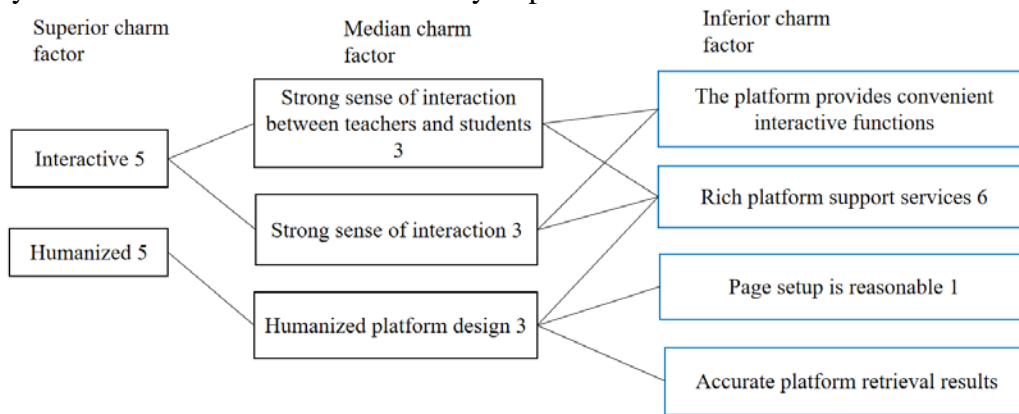 Superior charm
factor
Median charm
factor
Inferior charm
factor
Interactive 5
Humanized 5
Strong sense of interaction
between teachers and students
3
Strong sense of interaction 3
Humanized platform design 3
The platform provides convenient
interactive functions
Rich platform support services 6
Page setup is reasonable 1
Accurate platform retrieval results